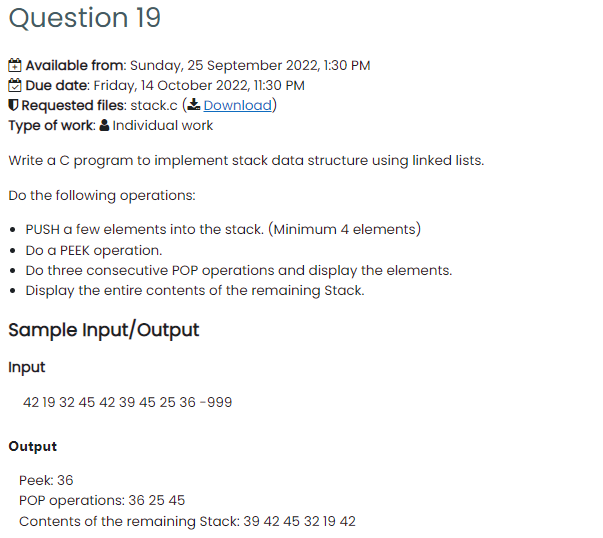 Question 19
Available from: Sunday, 25 September 2022, 1:30 PM
Due date: Friday, 14 October 2022, 11:30 PM
Requested files: stack.c (Download)
Type of work: Individual work
Write a C program to implement stack data structure using linked lists.
Do the following operations:
• PUSH a few elements into the stack. (Minimum 4 elements)
• Do a PEEK operation.
• Do three consecutive POP operations and display the elements.
• Display the entire contents of the remaining Stack.
Sample Input/Output
Input
42 19 32 45 42 39 45 25 36 -999
Output
Peek: 36
POP operations: 36 25 45
Contents of the remaining Stack: 39 42 45 32 19 42